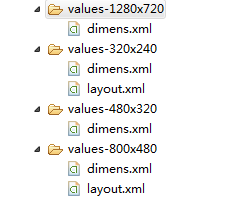 values-1280x720
dimens.xml
values-320x240
dimens.xml
layout.xml
values-480x320
dimens.xml
values-800x480
dimens.xml
layout.xml